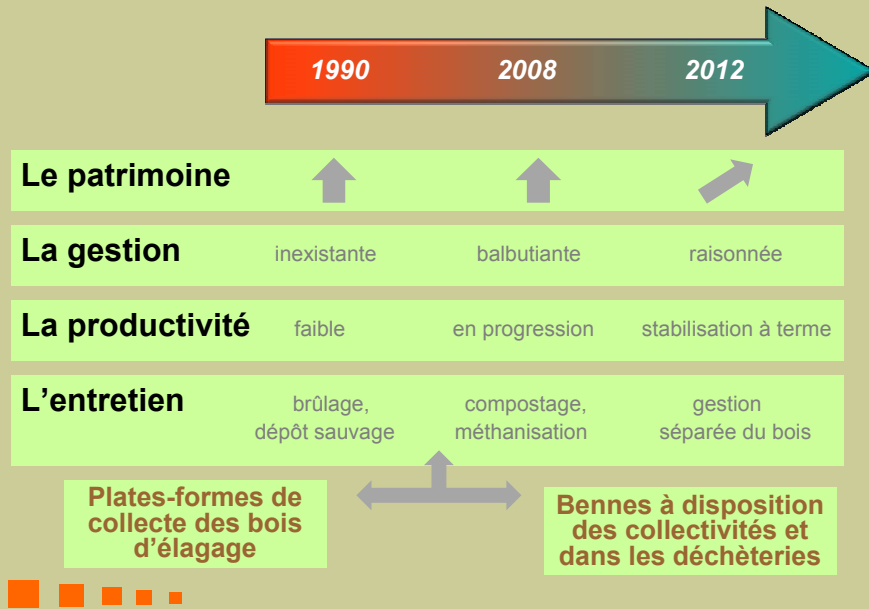 1990 2008 2012
Le patrimoine
La gestion inexistante balbutiante raisonnée
La productivité faible en progression stabilisation à terme
L’entretien brûlage, compostage, gestion
dépôt sauvage méthanisation séparée du bois
Plates-formes de
collecte des bois
d’élagage
Bennes à disposition
des collectivités et
dans les déchèteries